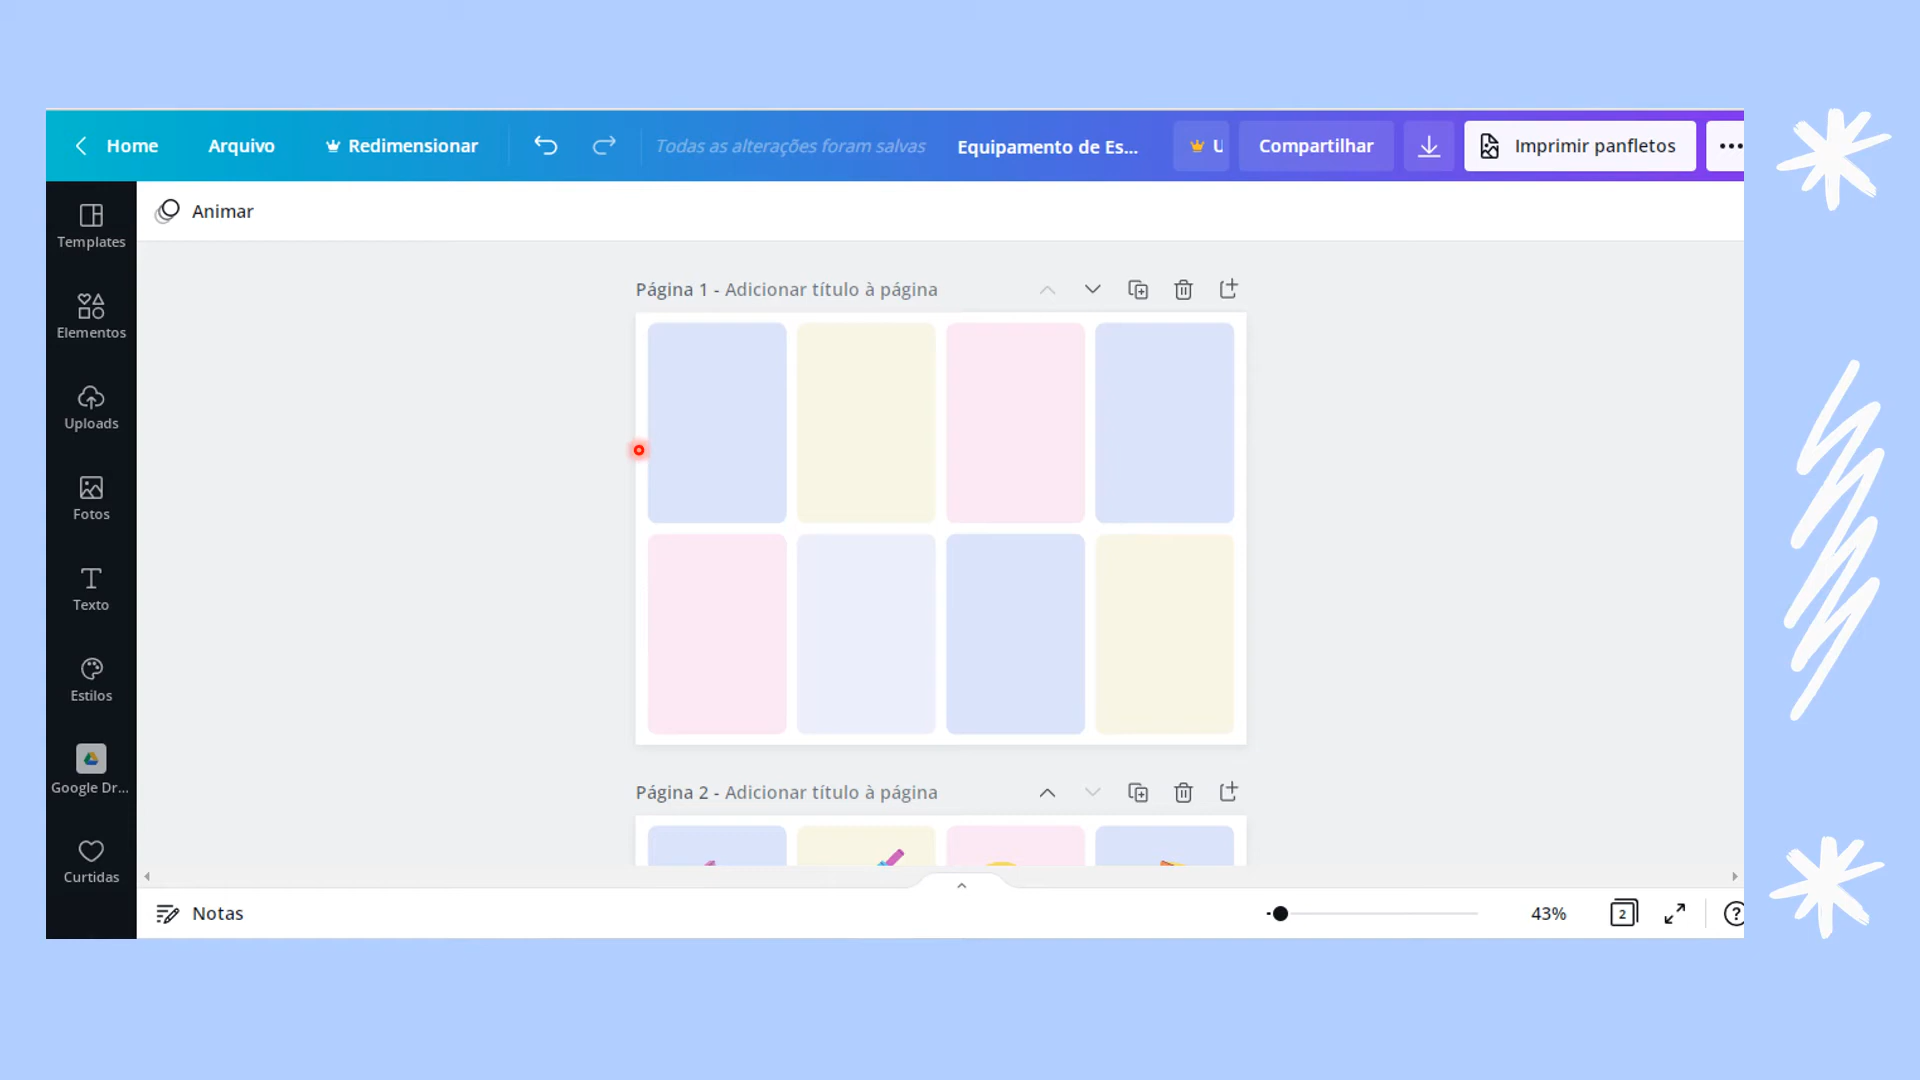 Home
Arquivo
Redimensionar
Todas as alterações foram salvas
Equipamento de Es...
U
Compartilhar
Imprimir panfletos
Animar
Templates
Elementos
Uploads
Fotos
Texto
Estilos
Google Dr...
Curtidas
Página 1 - Adicionar título à página
Página 2 - Adicionar título à página
Notas
43%
2
?